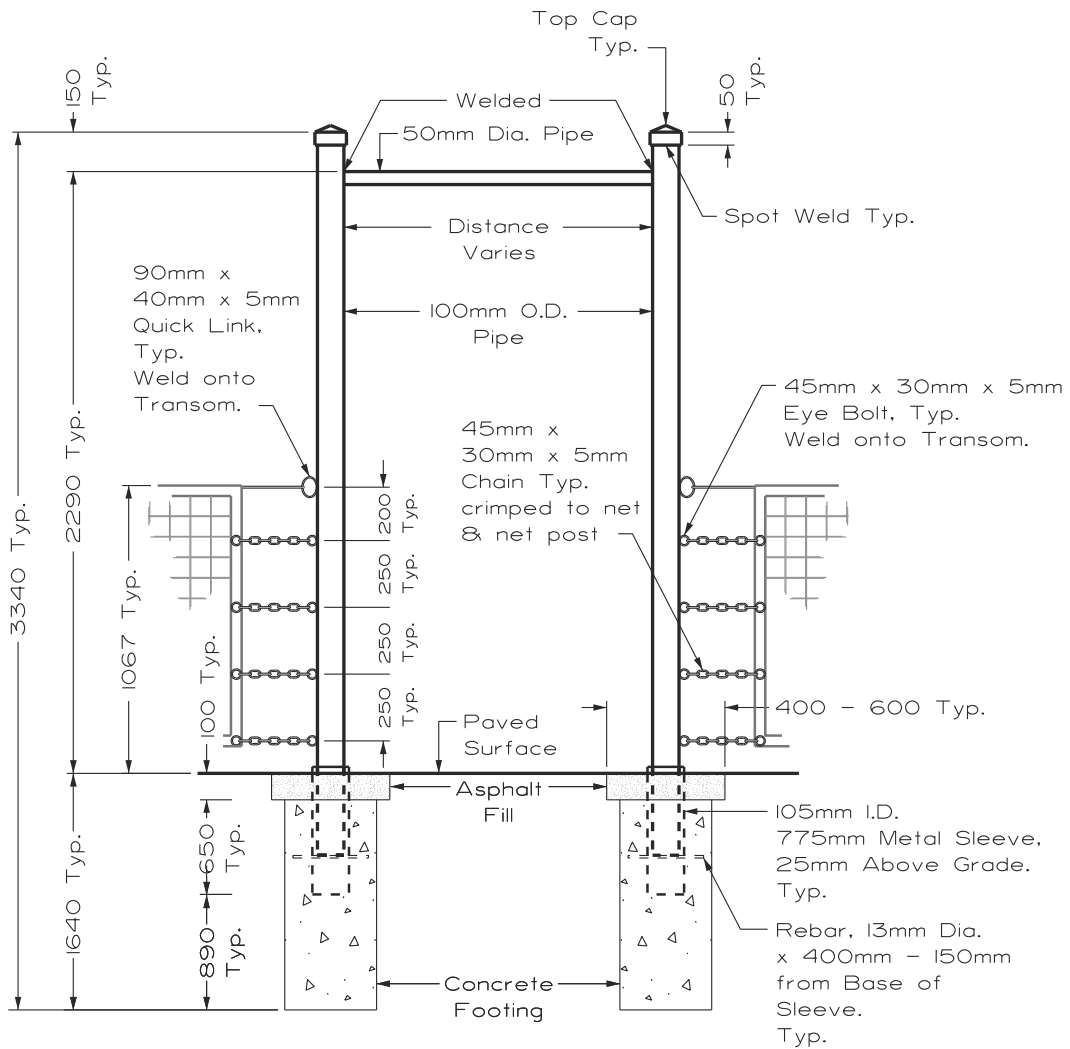 Top Cap
Typ.
150
Typ.
50
Typ.
Welded
50mm Dia. Pipe
Spot Weld Typ.
Distance
Varies
90mm x
40mm x 5mm
Quick Link,
Typ.
Weld onto
Transom.
100mm O.D.
Pipe
45mm x 30mm x 5mm
Eye Bolt, Typ.
Weld onto Transom.
45mm x
30mm x 5mm
Chain Typ.
crimped to net
& net post
3340 Typ.
2290 Typ.
1067 Typ.
100 Typ.
200
Typ.
250
Typ.
250
Typ.
250
Typ.
400 - 600 Typ.
Paved
Surface
Asphalt
Fill
105mm I.D.
775mm Metal Sleeve,
25mm Above Grade.
Typ.
1640 Typ.
650
Typ.
890
Typ.
Rebar, 13mm Dia.
x 400mm - 150mm
from Base of
Sleeve.
Typ.
Concrete
Footing